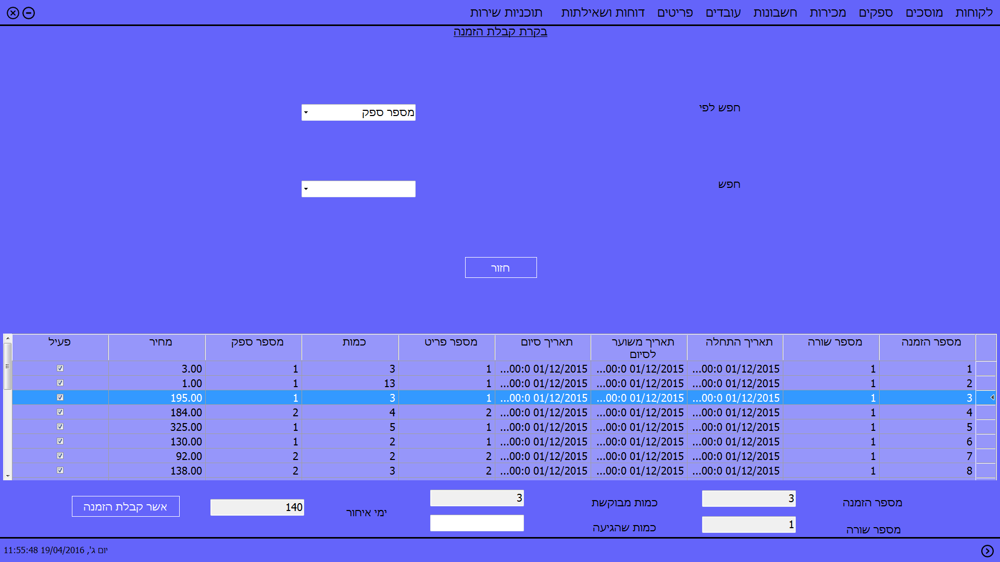 לקוחות מוסכים ספקים מכירות חשבונות עובדים פריטים דוחות ושאילתות תוכניות שירות
בקרת קבלת הזמנה
חפש לפי מספר ספק
חפש
חזור
מספר הזמנה מספר שורה תאריך התחלה תאריך משוער לסיום תאריך סיום מספר פריט כמות מספר ספק מחיר פעיל
1 1 01/12/2015 00:0... 01/12/2015 00:0... 01/12/2015 00:0... 1 3 1 3.00
2 1 01/12/2015 00:0... 01/12/2015 00:0... 01/12/2015 00:0... 1 13 1 1.00
3 1 01/12/2015 00:0... 01/12/2015 00:0... 01/12/2015 00:0... 1 3 1 195.00
4 1 01/12/2015 00:0... 01/12/2015 00:0... 01/12/2015 00:0... 2 4 2 184.00
5 1 01/12/2015 00:0... 01/12/2015 00:0... 01/12/2015 00:0... 1 5 1 325.00
6 1 01/12/2015 00:0... 01/12/2015 00:0... 01/12/2015 00:0... 1 2 1 130.00
7 1 01/12/2015 00:0... 01/12/2015 00:0... 01/12/2015 00:0... 2 2 2 92.00
8 1 01/12/2015 00:0... 01/12/2015 00:0... 01/12/2015 00:0... 2 3 2 138.00
מספר הזמנה 3 כמות מבוקשת 3 ימי איחור 140 אשר קבלת הזמנה
מספר שורה 1 כמות שהגיעה
יום ג', 19/04/2016 11:55:48